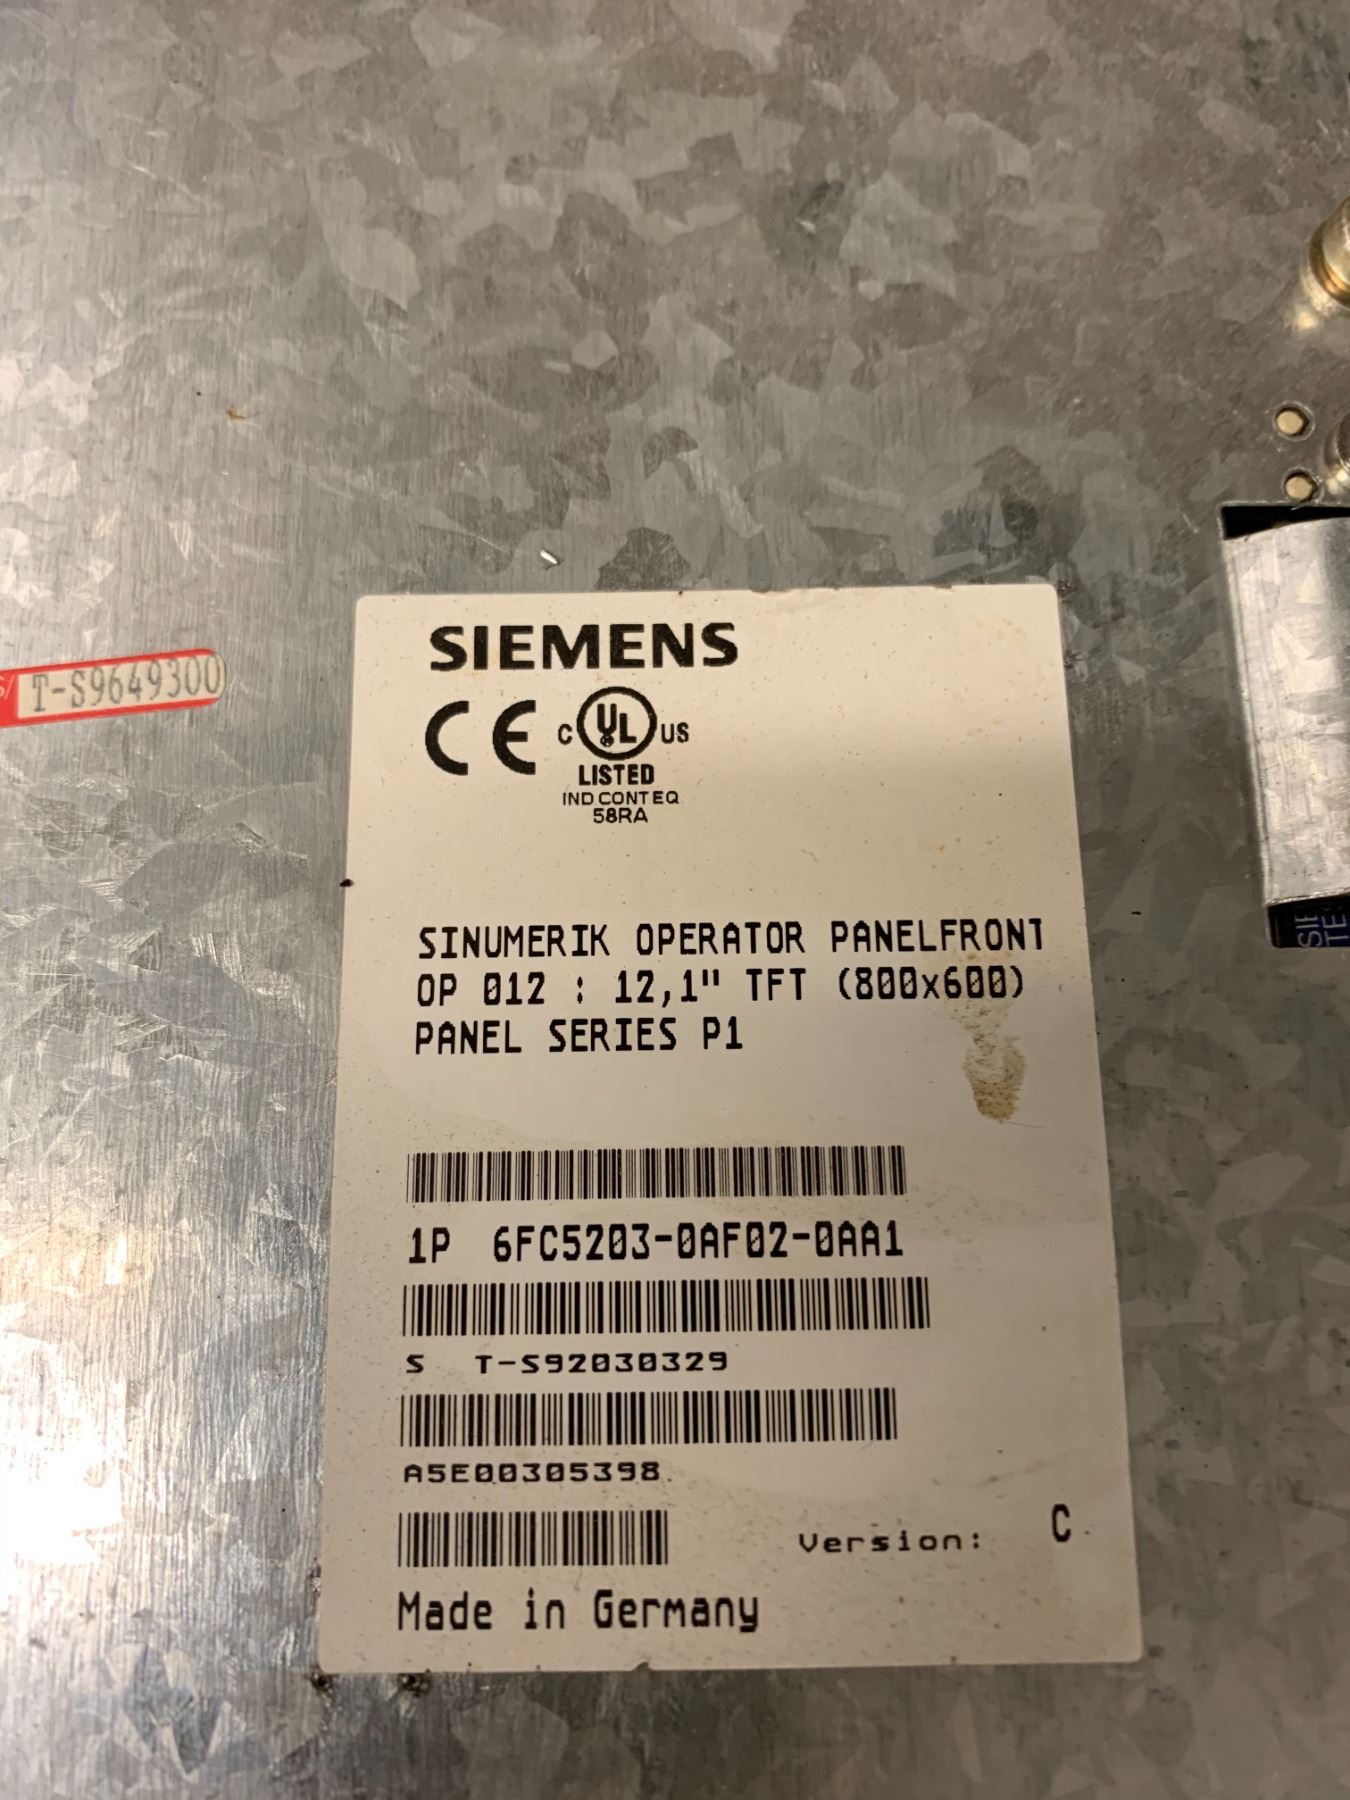 T-S9649300
SIEMENS
CE
C UL US
LISTED
IND CONT EQ
58RA
SINUMERIK OPERATOR PANELFRONT
OP 012 : 12,1" TFT (800x600)
PANEL SERIES P1
1P 6FC5203-0AF02-0AA1
S T-S92030329
A5E00305398
Version: C
Made in Germany